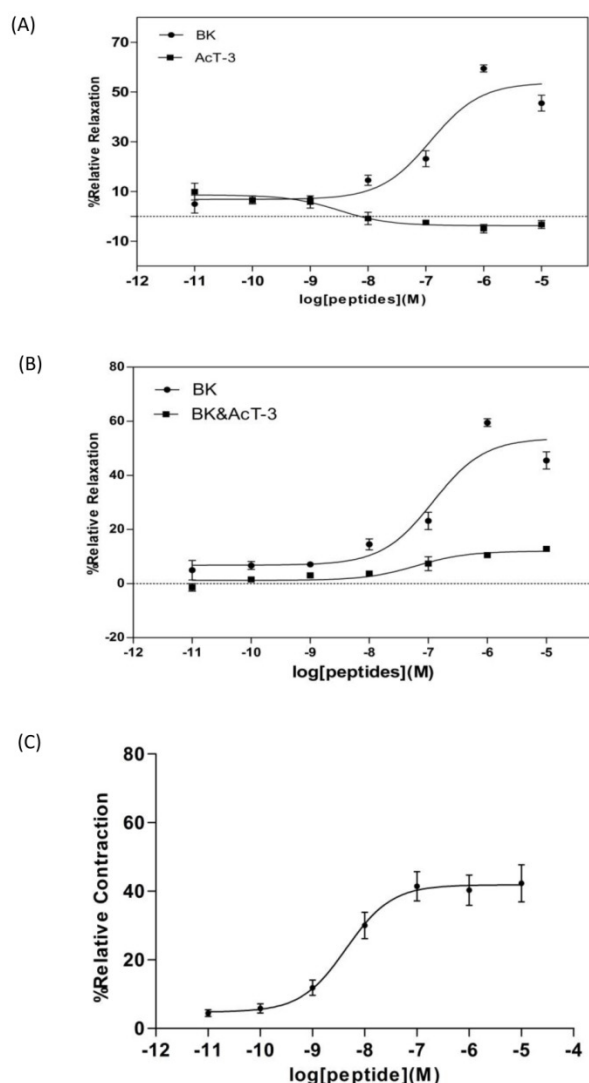 (A)
BK
AcT-3
%Relative Relaxation
70
50
30
10
-10
-12 -11 -10 -9 -8 -7 -6 -5
log[peptides](M)
(B)
BK
BK&AcT-3
%Relative Relaxation
80
60
40
20
0
-20
-12 -11 -10 -9 -8 -7 -6 -5
log[peptides](M)
(C)
%Relative Contraction
80
60
40
20
0
-12 -11 -10 -9 -8 -7 -6 -5 -4
log[peptide](M)